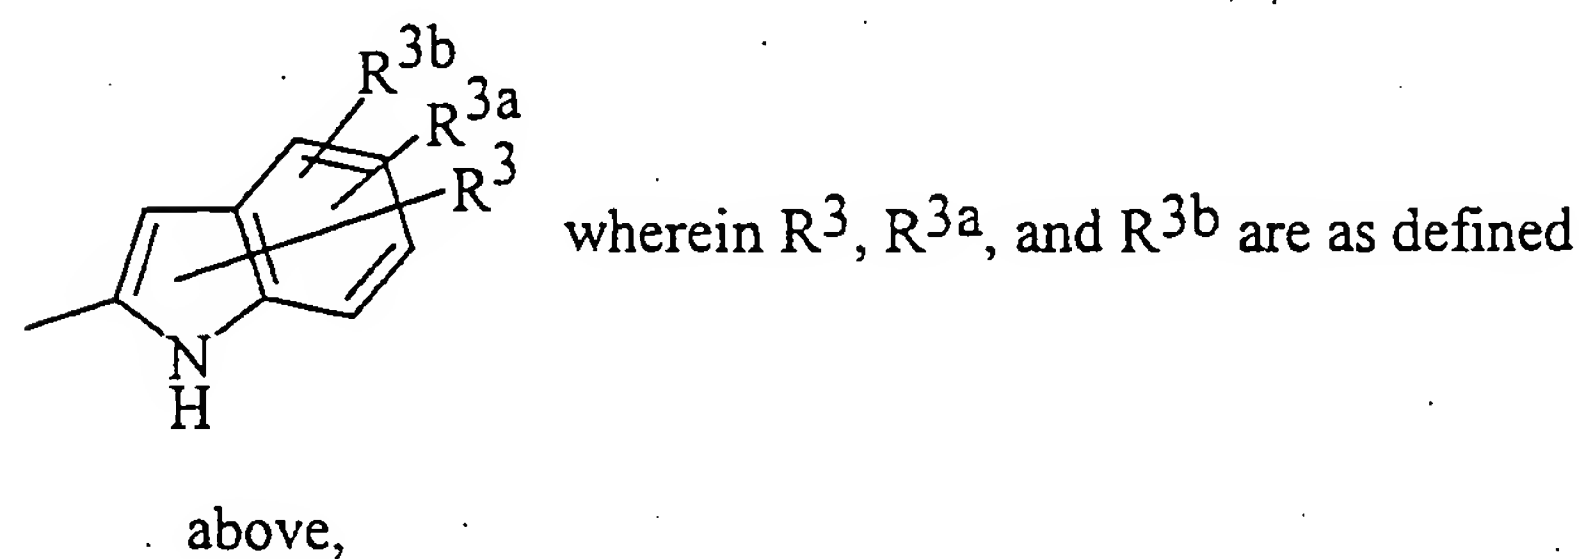 R3b
R3a
R3
wherein R3, R3a, and R3b are as defined
N
H
above,